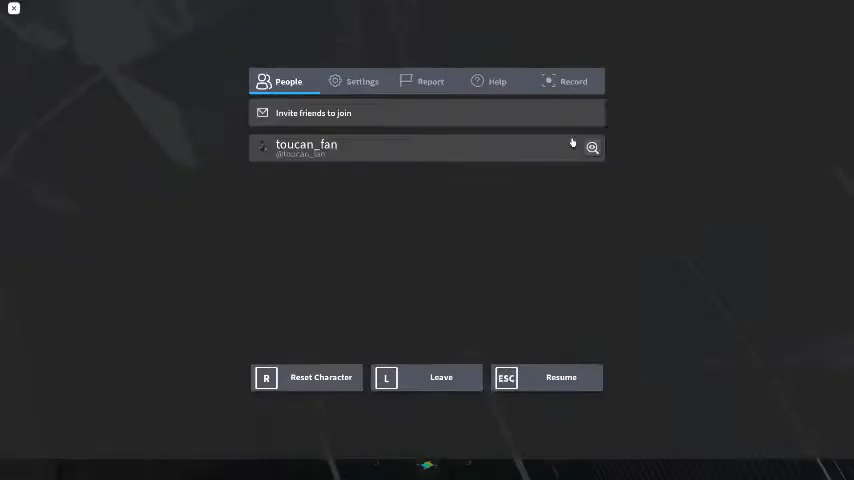 People
Settings
Report
Help
Record
Invite friends to join
toucan_fan
@toucan_fan
R Reset Character
L Leave
ESC Resume